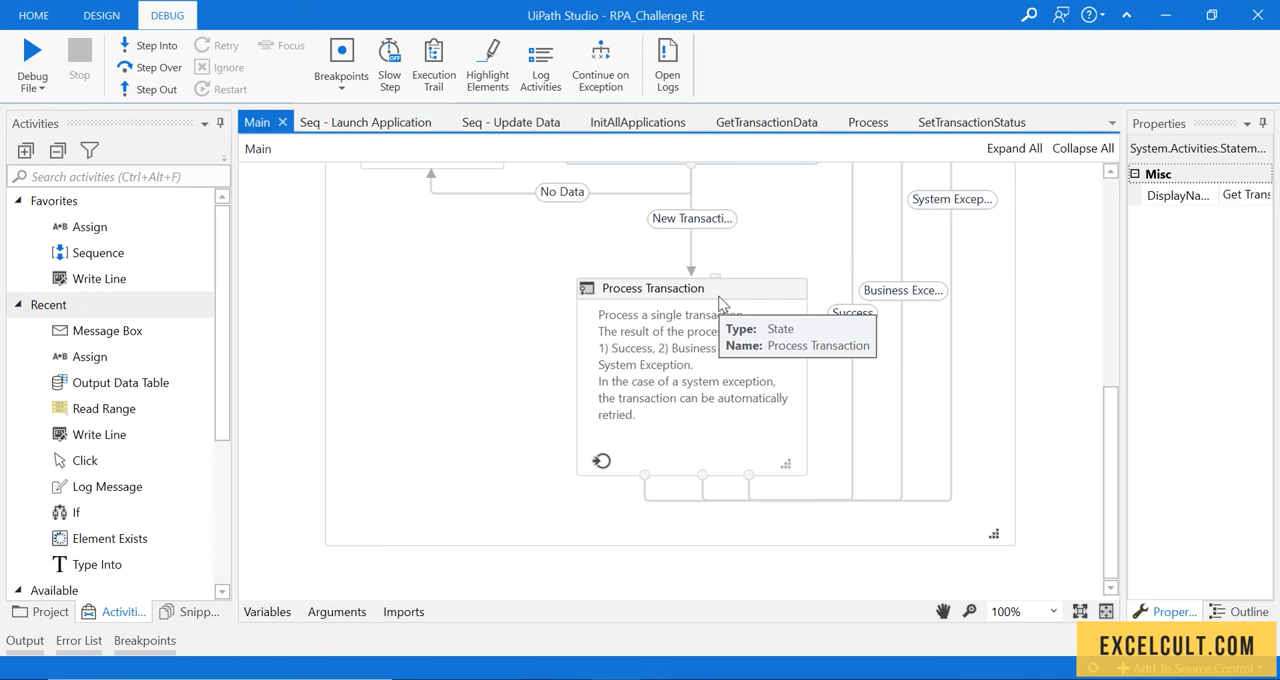 HOME DESIGN DEBUG UiPath Studio - RPA_Challenge_RE
Debug File
Stop
Step Into
Step Over
Step Out
Retry
Ignore
Restart
Focus
Breakpoints
Slow Step
Execution Trail
Highlight Elements
Log Activities
Continue on Exception
Open Logs
Activities
Search activities (Ctrl+Alt+F)
Favorites
Assign
Sequence
Write Line
Recent
Message Box
Assign
Output Data Table
Read Range
Write Line
Click
Log Message
If
Element Exists
Type Into
Available
Project Activiti... Snipp...
Main Seq - Launch Application Seq - Update Data InitAllApplications GetTransactionData Process SetTransactionStatus
Main Expand All Collapse All
No Data
New Transacti...
System Excep...
Business Exce...
Success
Process Transaction
Process a single transaction.
The result of the proce
1) Success, 2) Business
System Exception.
In the case of a system exception,
the transaction can be automatically
retried.
Type: State
Name: Process Transaction
Variables Arguments Imports 100%
Properties
System.Activities.Statem...
Misc
DisplayNa... Get Trans
Proper... Outline
Output Error List Breakpoints
EXCELCULT.COM
Add To Source Control